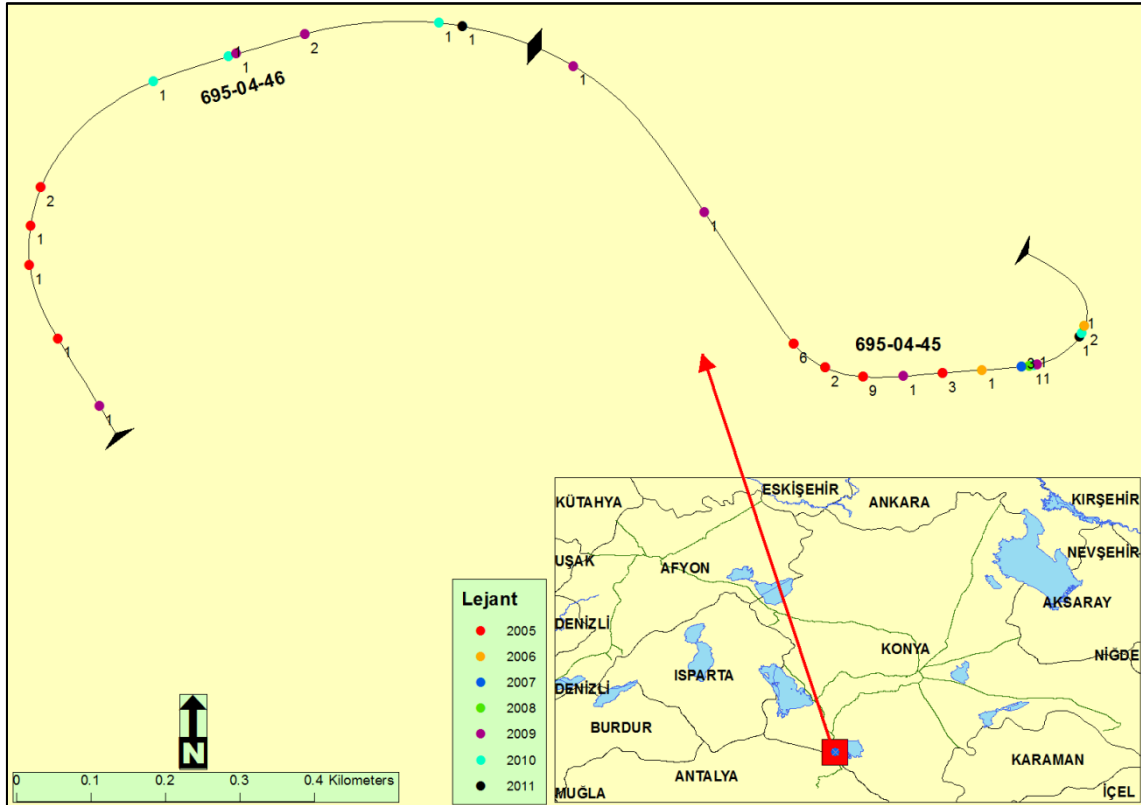 1
1
1
2
1
1
1
695-04-46
1
2
1
1
1
1
1
695-04-45
6
2
9
1
3
1
3
1
11
1
2
1
ESKİŞEHİR
KÜTAHYA
ANKARA
KIRŞEHİR
NEVŞEHİR
UŞAK
AFYON
AKSARAY
DENİZLİ
KONYA
NİĞDE
ISPARTA
DENİZLİ
BURDUR
KARAMAN
ANTALYA
MUĞLA
İÇEL
Lejant
2005
2006
2007
2008
2009
2010
2011
N
0 0.1 0.2 0.3 0.4 Kilometers